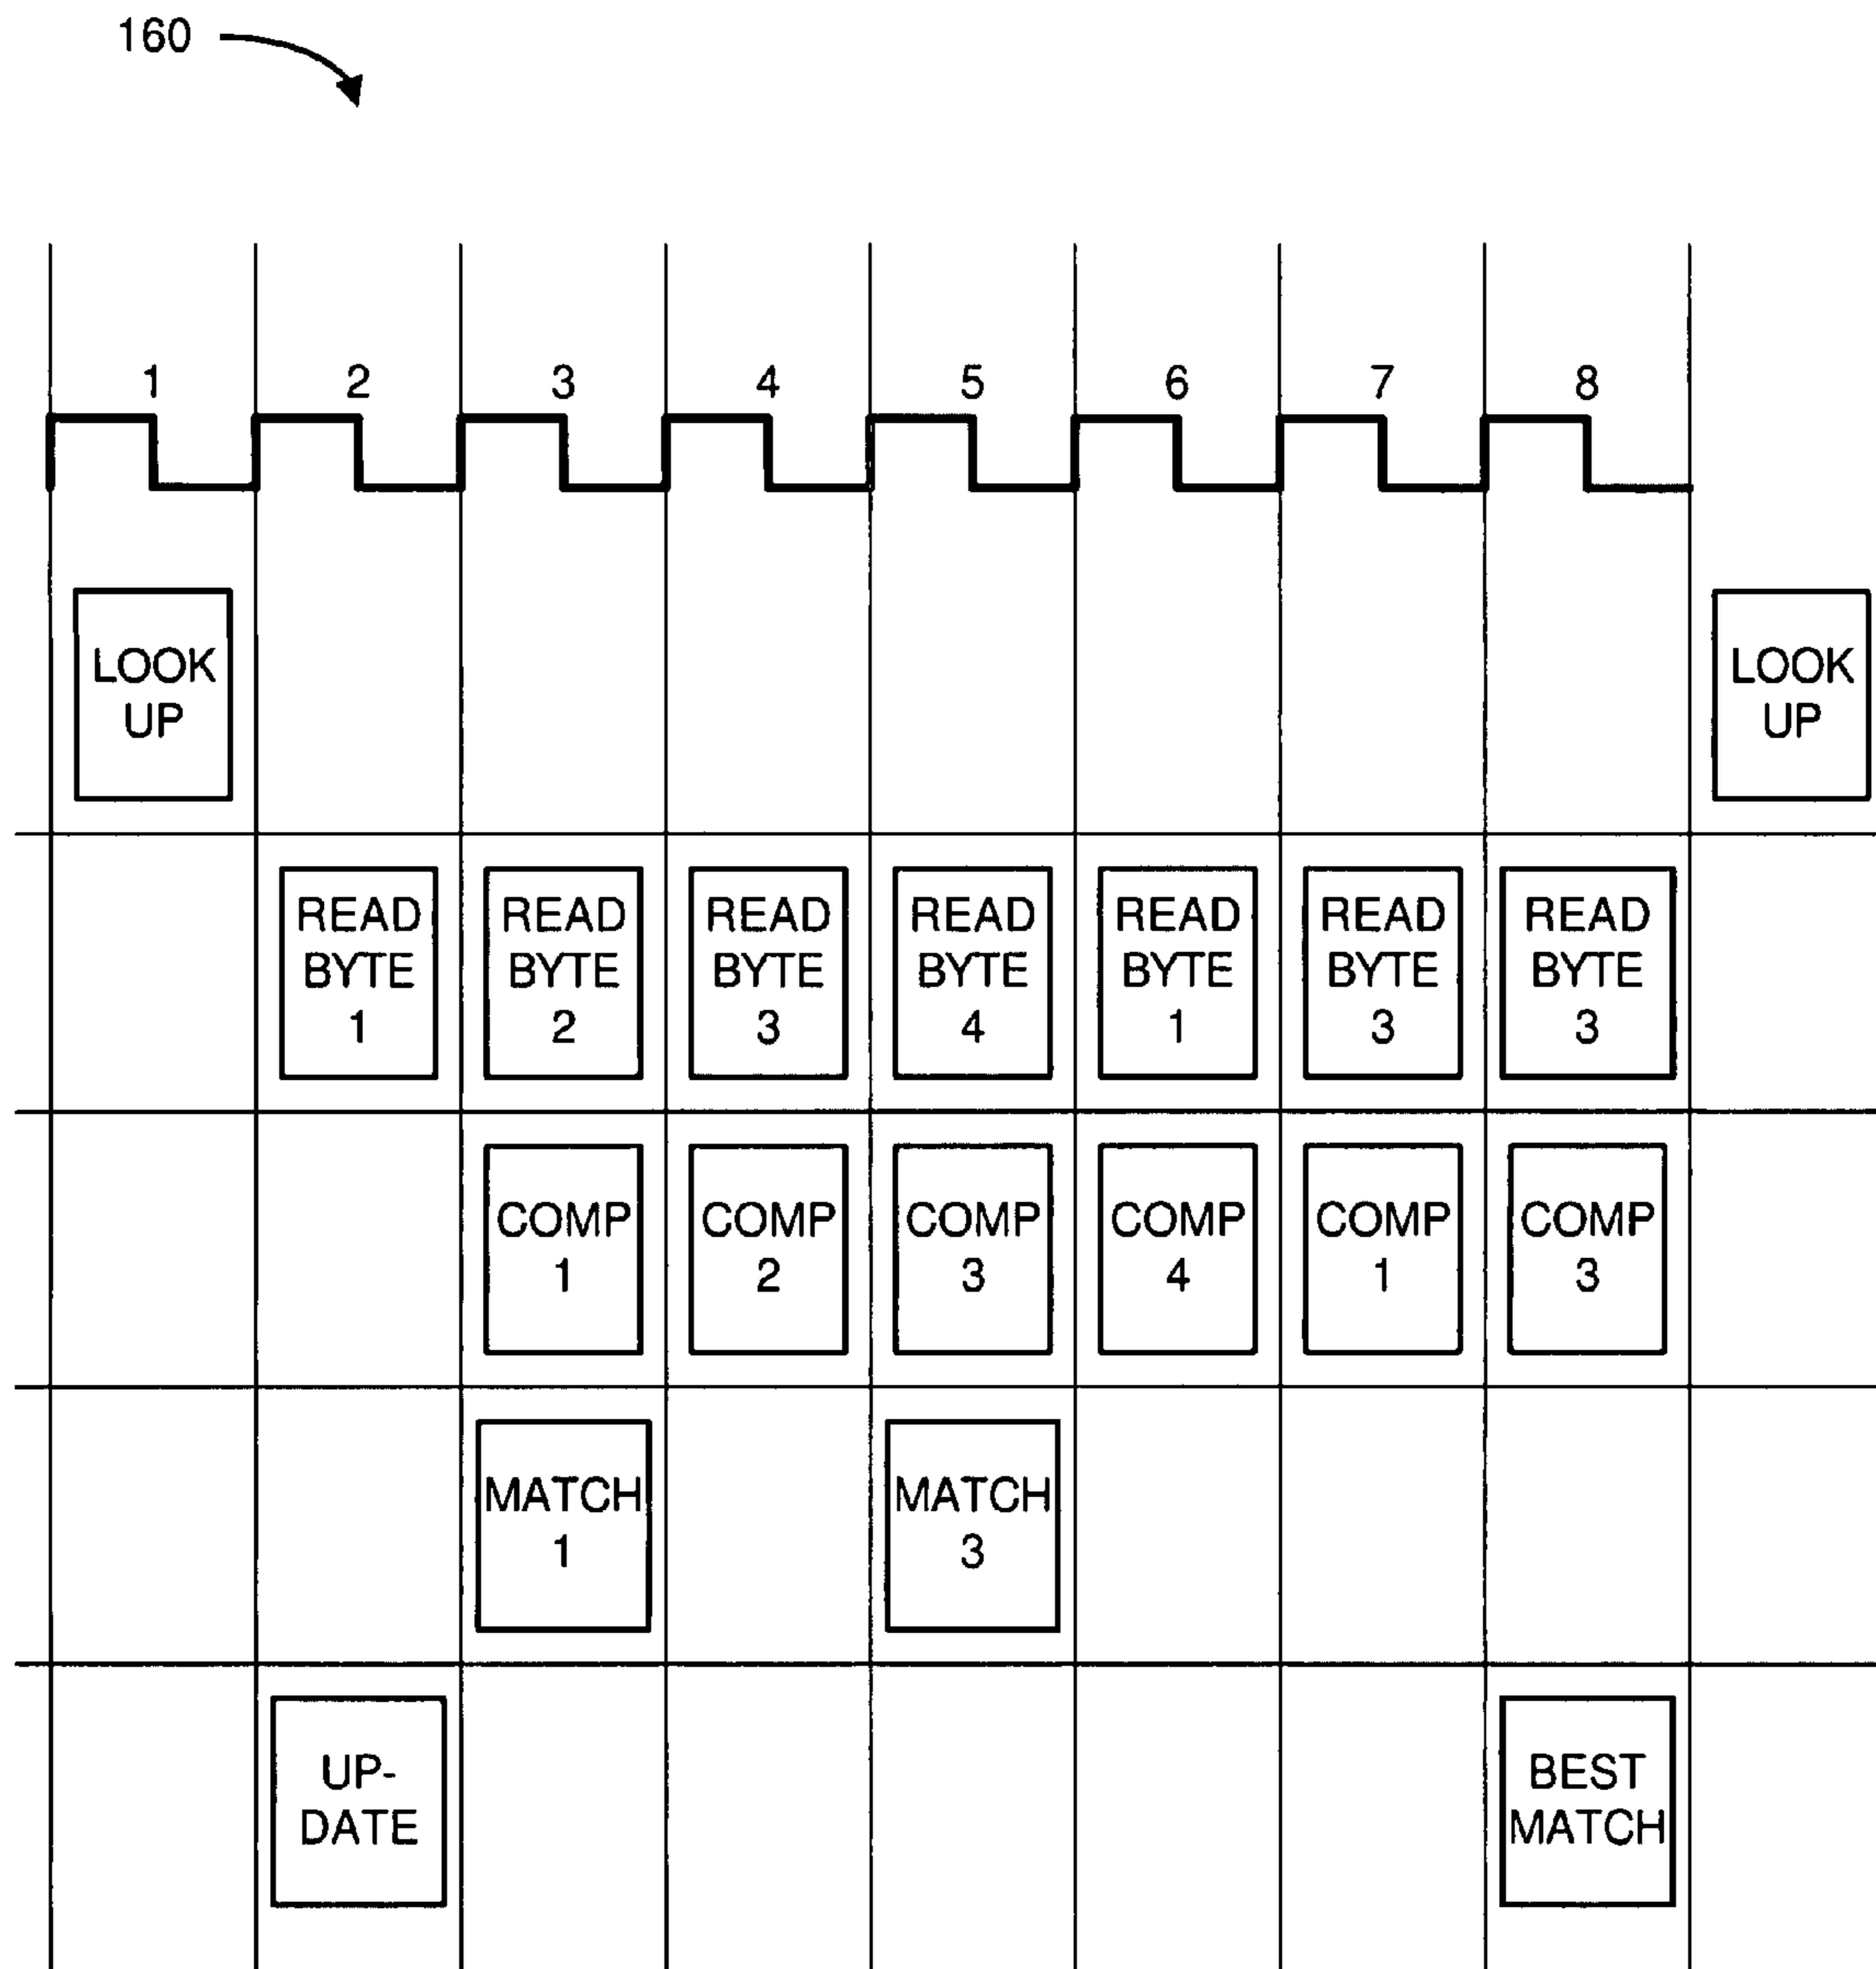 160
1 2 3 4 5 6 7 8
LOOK
UP
LOOK
UP
READ
BYTE
1
READ
BYTE
2
READ
BYTE
3
READ
BYTE
4
READ
BYTE
1
READ
BYTE
3
READ
BYTE
3
COMP
1
COMP
2
COMP
3
COMP
4
COMP
1
COMP
3
MATCH
1
MATCH
3
UP-
DATE
BEST
MATCH